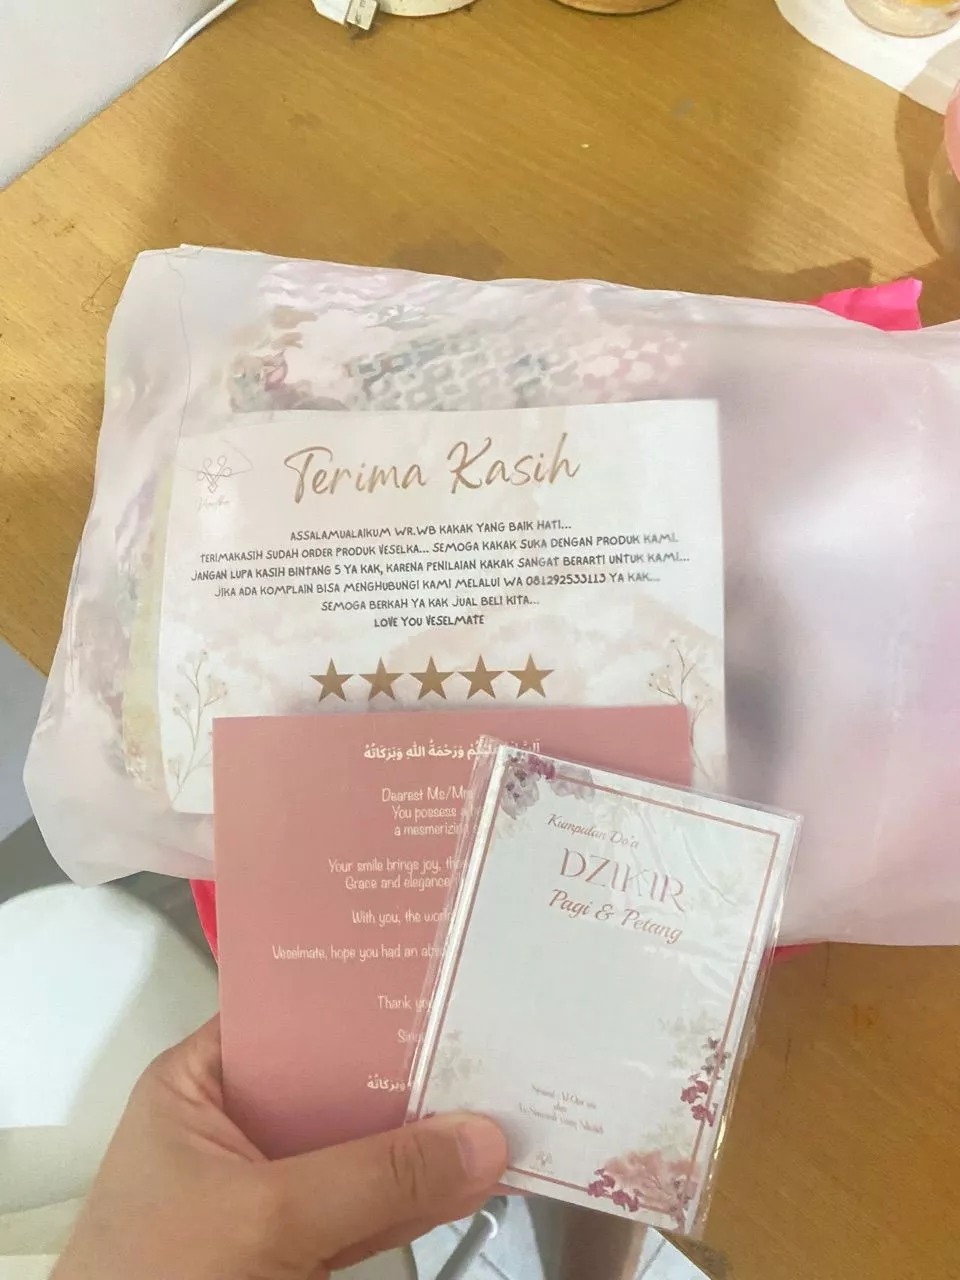 Terima Kasih
ASSALAMUALAIKUM WR.WB KAKAK YANG BAIK HATI...
TERIMAKASIH SUDAH ORDER PRODUK VESELKA... SEMOGA KAKAK SUKA DENGAN PRODUK KAMI.
JANGAN LUPA KASIH BINTANG 5 YA KAK, KARENA PENILAIAN KAKAK SANGAT BERARTI UNTUK KAMI...
JIKA ADA KOMPLAIN BISA MENGHUBUNGI KAMI MELALUI WA 081292533113 YA KAK...
SEMOGA BERKAH YA KAK JUAL BELI KITA...
LOVE YOU VESELMATE
وَرَحْمَةُ اللهِ وَبَرَكَاتُهُ
Dearest Ms/Mrs
You possess a
a mesmerizing
Your smile brings joy,
Grace and elegance
With you, the
Veselmate, hope you had an
Thank
وَبَرَكَاتُهُ
Kumpulan Do'a
DZIKIR
Pagi & Petang
Al-Qur'an